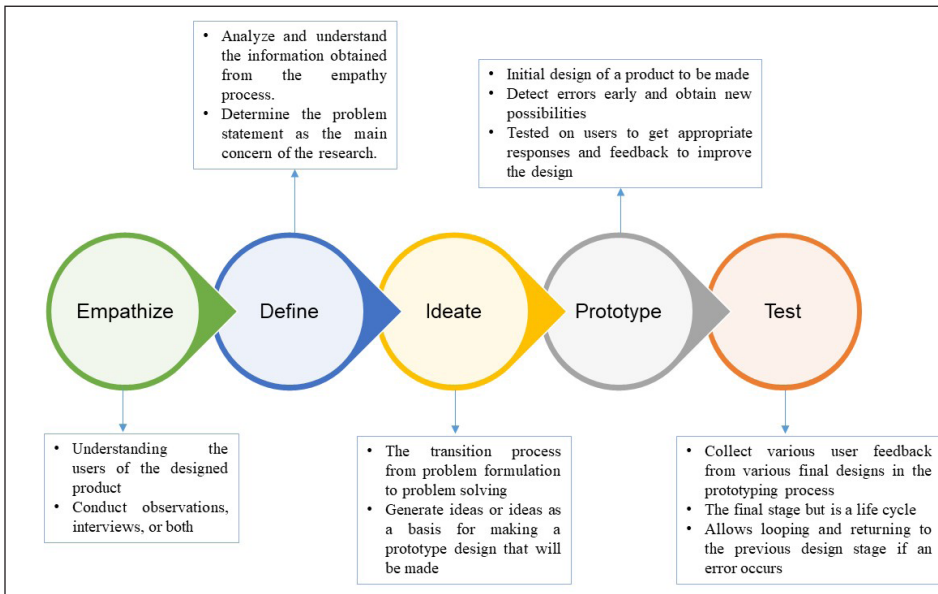 • Analyze and understand
the information obtained
from the empathy
process.
• Determine the problem
statement as the main
concern of the research.
• Initial design of a product to be made
• Detect errors early and obtain new
possibilities
• Tested on users to get appropriate
responses and feedback to improve
the design
Empathize
Define
Ideate
Prototype
Test
• Understanding the
users of the designed
product
• Conduct observations,
interviews, or both
• The transition process
from problem formulation
to problem solving
• Generate ideas or ideas as
a basis for making a
prototype design that will
be made
• Collect various user feedback
from various final designs in the
prototyping process
• The final stage but is a life cycle
• Allows looping and returning to
the previous design stage if an
error occurs